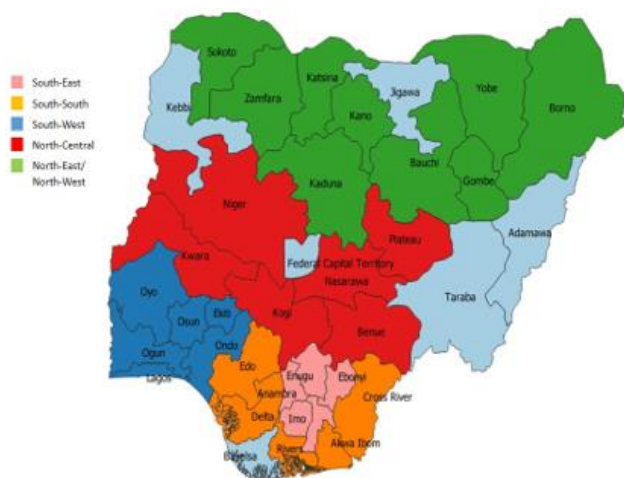 South-East
South-South
South-West
North-Central
North-East/
North-West
Sokoto
Kebbi
Zamfara
Katsina
Kano
Jigawa
Yobe
Borno
Bauchi
Gombe
Kaduna
Niger
Plateau
Adamawa
Federal Capital Territory
Nasarawa
Kwara
Taraba
Oyo
Osun
Ekiti
Kogi
Benue
Ogun
Ondo
Lagos
Edo
Enugu
Ebonyi
Anambra
Cross River
Delta
Imo
Rivers
Akwa Ibom
Bayelsa